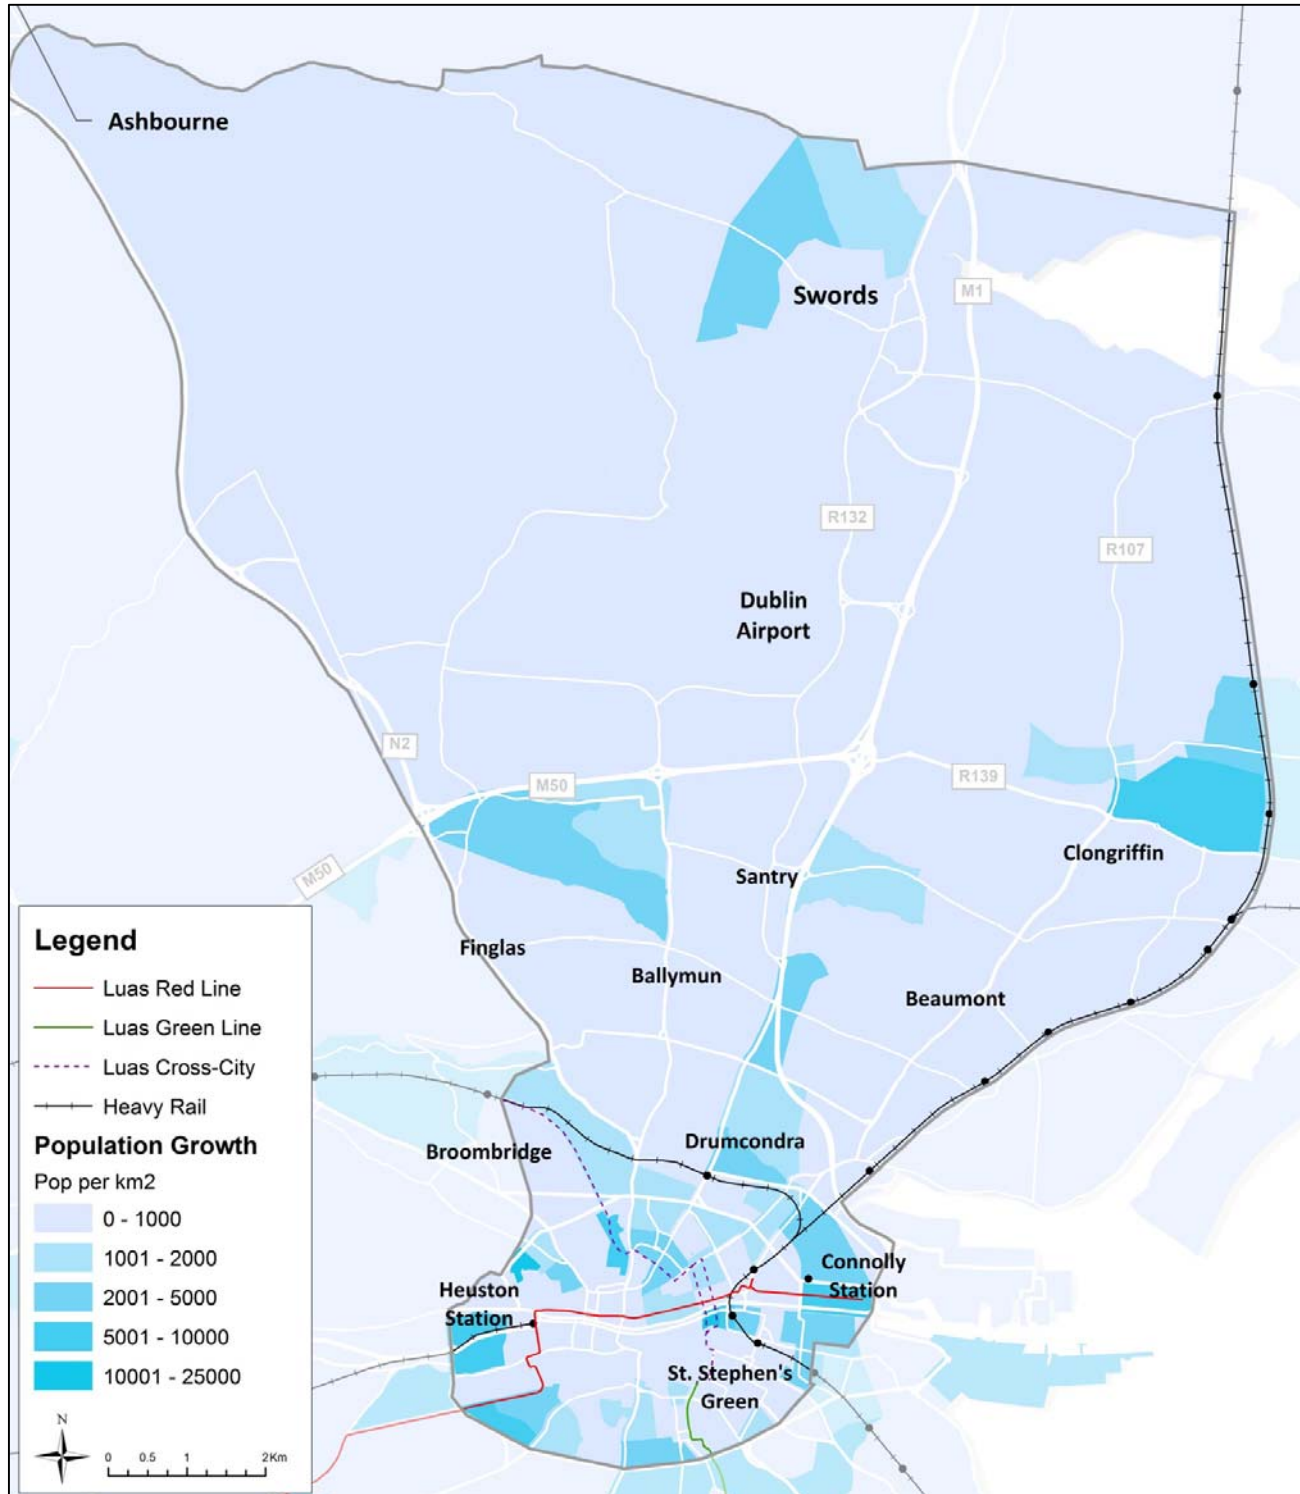 Ashbourne
Swords
M1
R132
R107
Dublin
Airport
N2
M50
R139
M50
Clongriffin
Santry
Finglas
Ballymun
Beaumont
Broombridge
Drumcondra
Heuston
Station
Connolly
Station
St. Stephen's
Green
Legend
Luas Red Line
Luas Green Line
Luas Cross-City
Heavy Rail
Population Growth
Pop per km2
0 - 1000
1001 - 2000
2001 - 5000
5001 - 10000
10001 - 25000
N
0 0.5 1 2Km